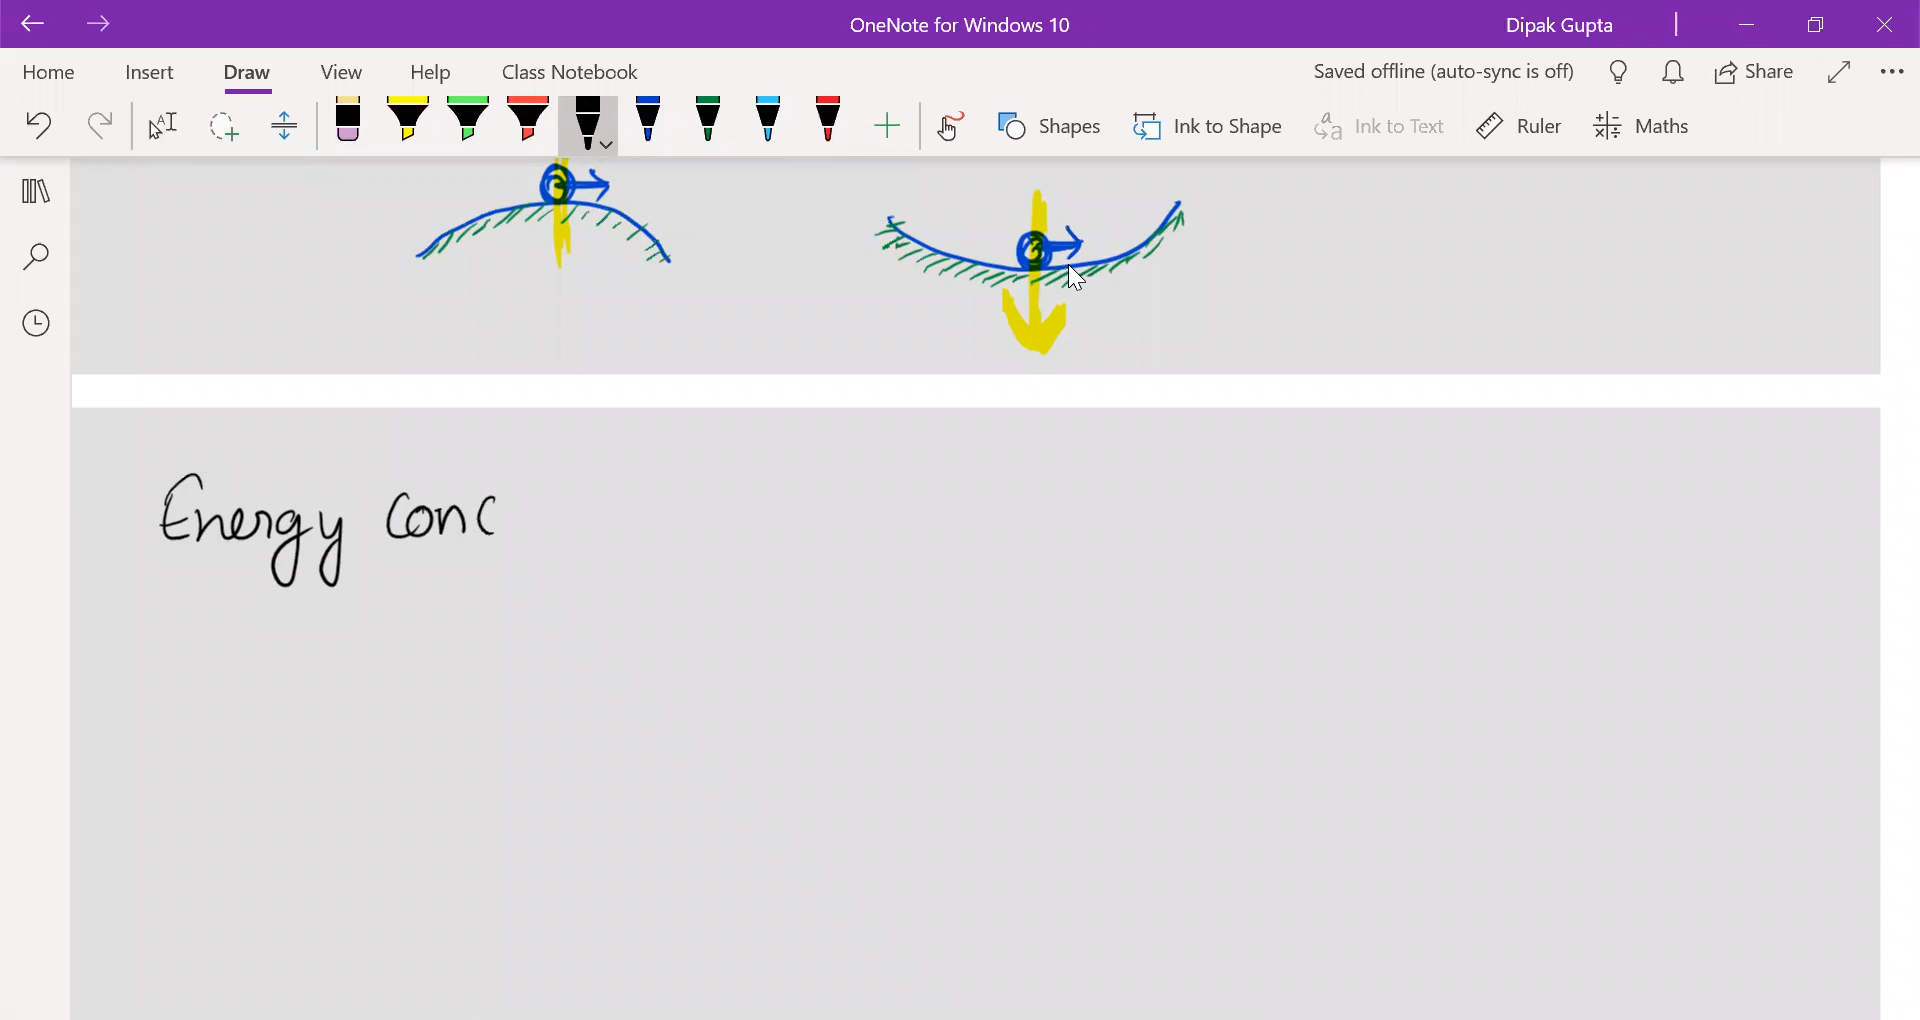 OneNote for Windows 10
Dipak Gupta
Home Insert Draw View Help Class Notebook
Saved offline (auto-sync is off) Share
Shapes Ink to Shape Ink to Text Ruler Maths
Energy conc